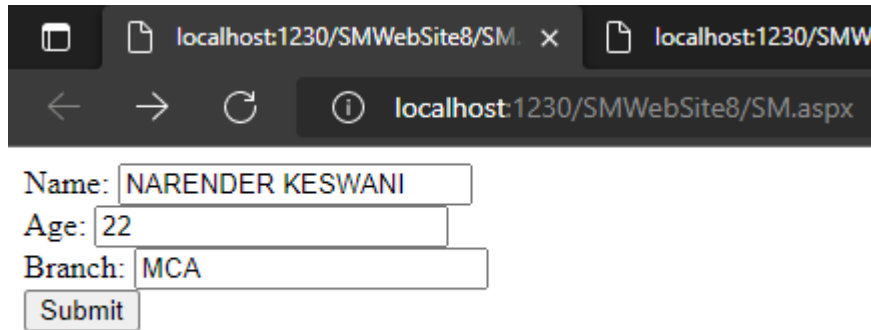 localhost:1230/SMWebSite8/SM. localhost:1230/SMW
localhost:1230/SMWebSite8/SM.aspx
Name: NARENDER KESWANI
Age: 22
Branch: MCA
Submit